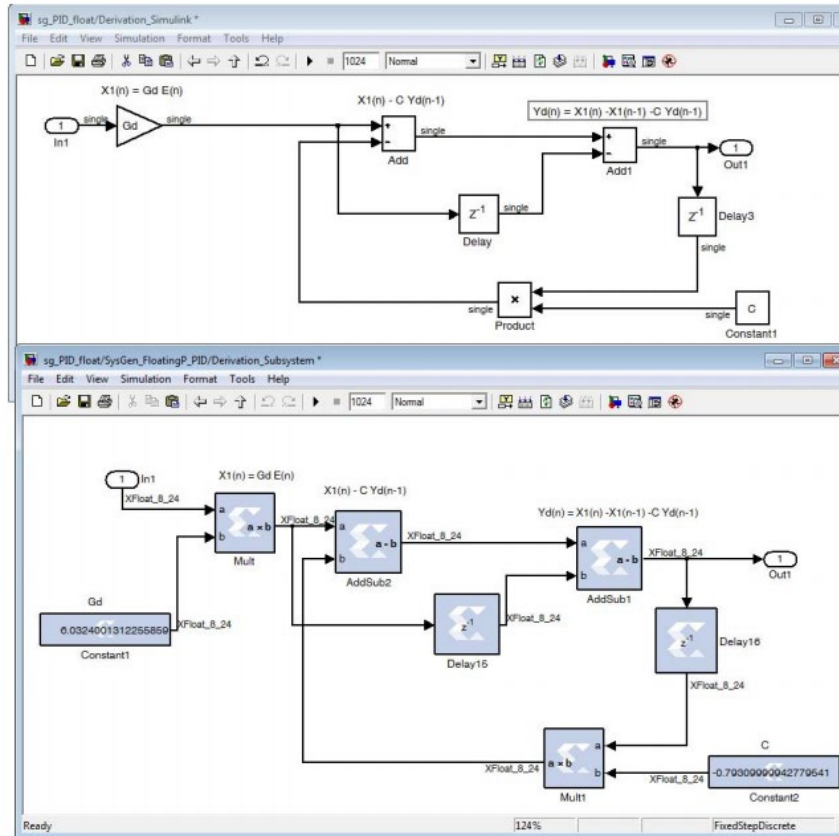 sg_PID_float/Derivation_Simulink *
File Edit View Simulation Format Tools Help
1024 Normal
X1(n) = Gd E(n)
X1(n) - C Yd(n-1)
Yd(n) = X1(n) -X1(n-1) -C Yd(n-1)
1 single Gd single
In1
+ − Add single
+ − Add1 single
1
Out1
Z-1 single
Delay
Z-1 Delay3
single
single × single C
Product
Constant1
sg_PID_float/SysGen_FloatingP_PID/Derivation_Subsystem *
File Edit View Simulation Format Tools Help
1024 Normal
1 In1
X1(n) = Gd E(n)
X1(n) - C Yd(n-1)
Yd(n) = X1(n) -X1(n-1) -C Yd(n-1)
XFloat_8_24
a b a × b XFloat_8_24
Mult
a b a - b XFloat_8_24
AddSub2
a b a - b XFloat_8_24
AddSub1
1
Out1
Gd
6.0324001312255859 XFloat_8_24
Constant1
z-1 XFloat_8_24
Delay15
z-1 Delay16
XFloat_8_24
C
XFloat_8_24 a × b a b XFloat_8_24 -0.79309999942779541
Mult1
Constant2
Ready 124% FixedStepDiscrete